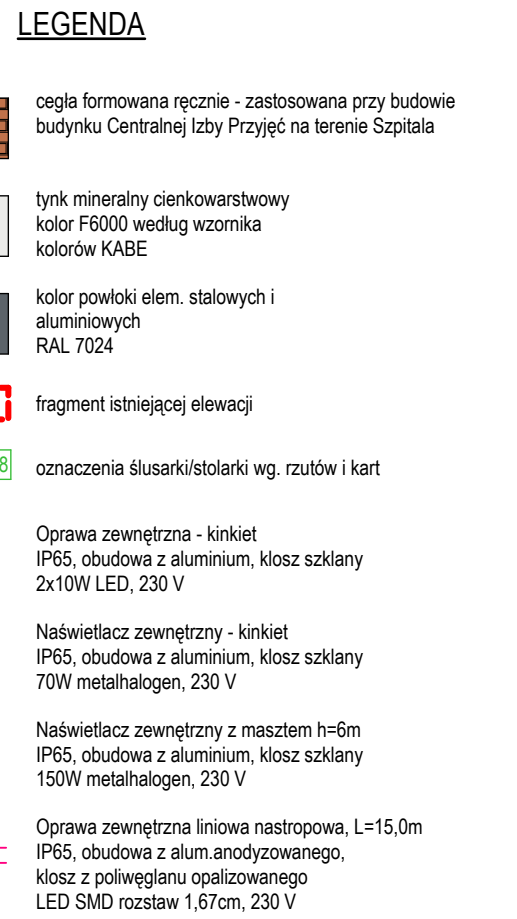 LEGENDA
cegła formowana ręcznie - zastosowana przy budowie
budynku Centralnej Izby Przyjęć na terenie Szpitala
tynk mineralny cienkowarstwowy
kolor F6000 według wzornika
kolorów KABE
kolor powłoki elem. stalowych i
aluminiowych
RAL 7024
fragment istniejącej elewacji
8
oznaczenia ślusarki/stolarki wg. rzutów i kart
Oprawa zewnętrzna - kinkiet
IP65, obudowa z aluminium, klosz szklany
2x10W LED, 230 V
Naświetlacz zewnętrzny - kinkiet
IP65, obudowa z aluminium, klosz szklany
70W metalhalogen, 230 V
Naświetlacz zewnętrzny z masztem h=6m
IP65, obudowa z aluminium, klosz szklany
150W metalhalogen, 230 V
Oprawa zewnętrzna liniowa nastropowa, L=15,0m
IP65, obudowa z alum.anodyzowanego,
klosz z poliwęglanu opalizowanego
LED SMD rozstaw 1,67cm, 230 V